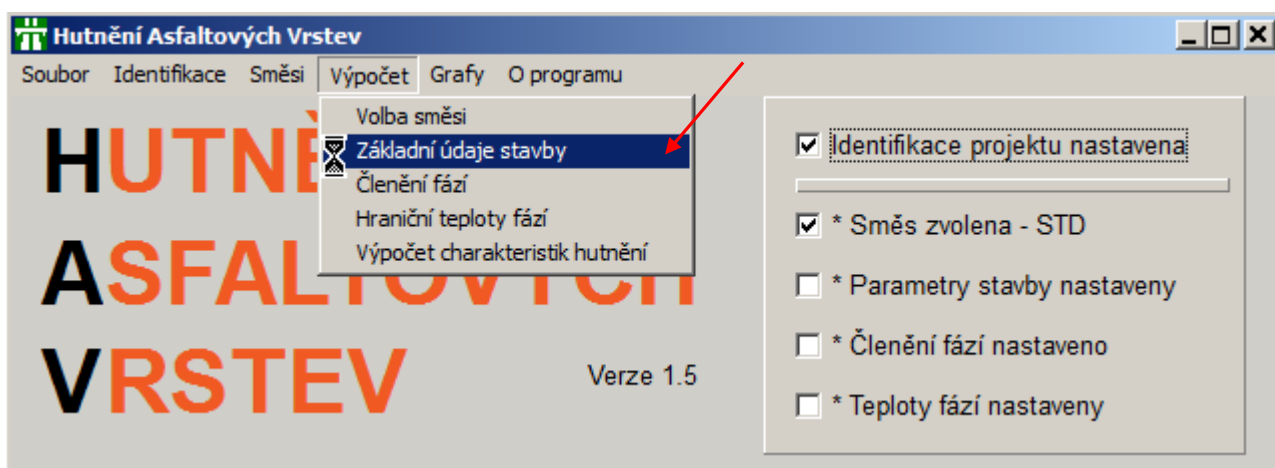 Hutnění Asfaltových Vrstev
Soubor Identifikace Směsi Výpočet Grafy O programu
Volba směsi
Základní údaje stavby
Členění fází
Hraniční teploty fází
Výpočet charakteristik hutnění
HUTNĚ
ASFALTOVÝCH
VRSTEV
Verze 1.5
Identifikace projektu nastavena
* Směs zvolena - STD
* Parametry stavby nastaveny
* Členění fází nastaveno
* Teploty fází nastaveny